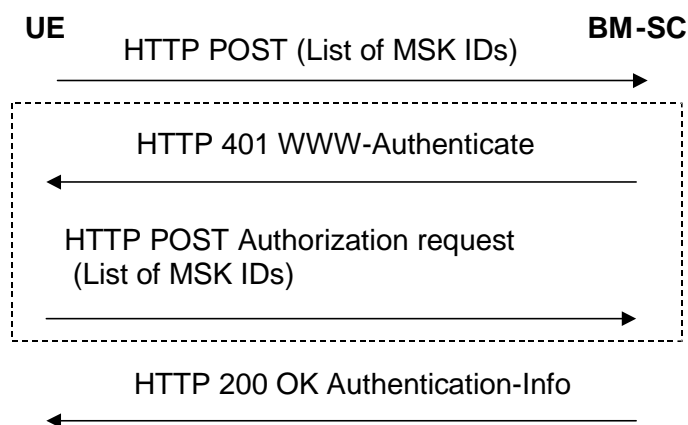 UE BM-SC
HTTP POST (List of MSK IDs)
HTTP 401 WWW-Authenticate
HTTP POST Authorization request
(List of MSK IDs)
HTTP 200 OK Authentication-Info